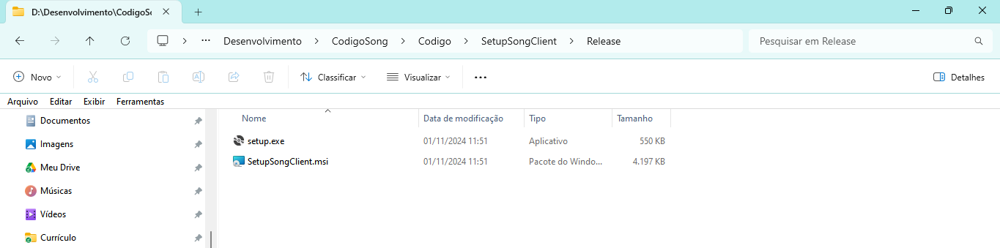 D:\Desenvolvimento\CodigoSo
Desenvolvimento > CodigoSong > Codigo > SetupSongClient > Release
Pesquisar em Release
Novo
Classificar
Visualizar
Detalhes
Arquivo Editar Exibir Ferramentas
Nome Data de modificação Tipo Tamanho
Documentos
Imagens
Meu Drive
Músicas
Vídeos
Currículo
setup.exe 01/11/2024 11:51 Aplicativo 550 KB
SetupSongClient.msi 01/11/2024 11:51 Pacote do Windo... 4.197 KB